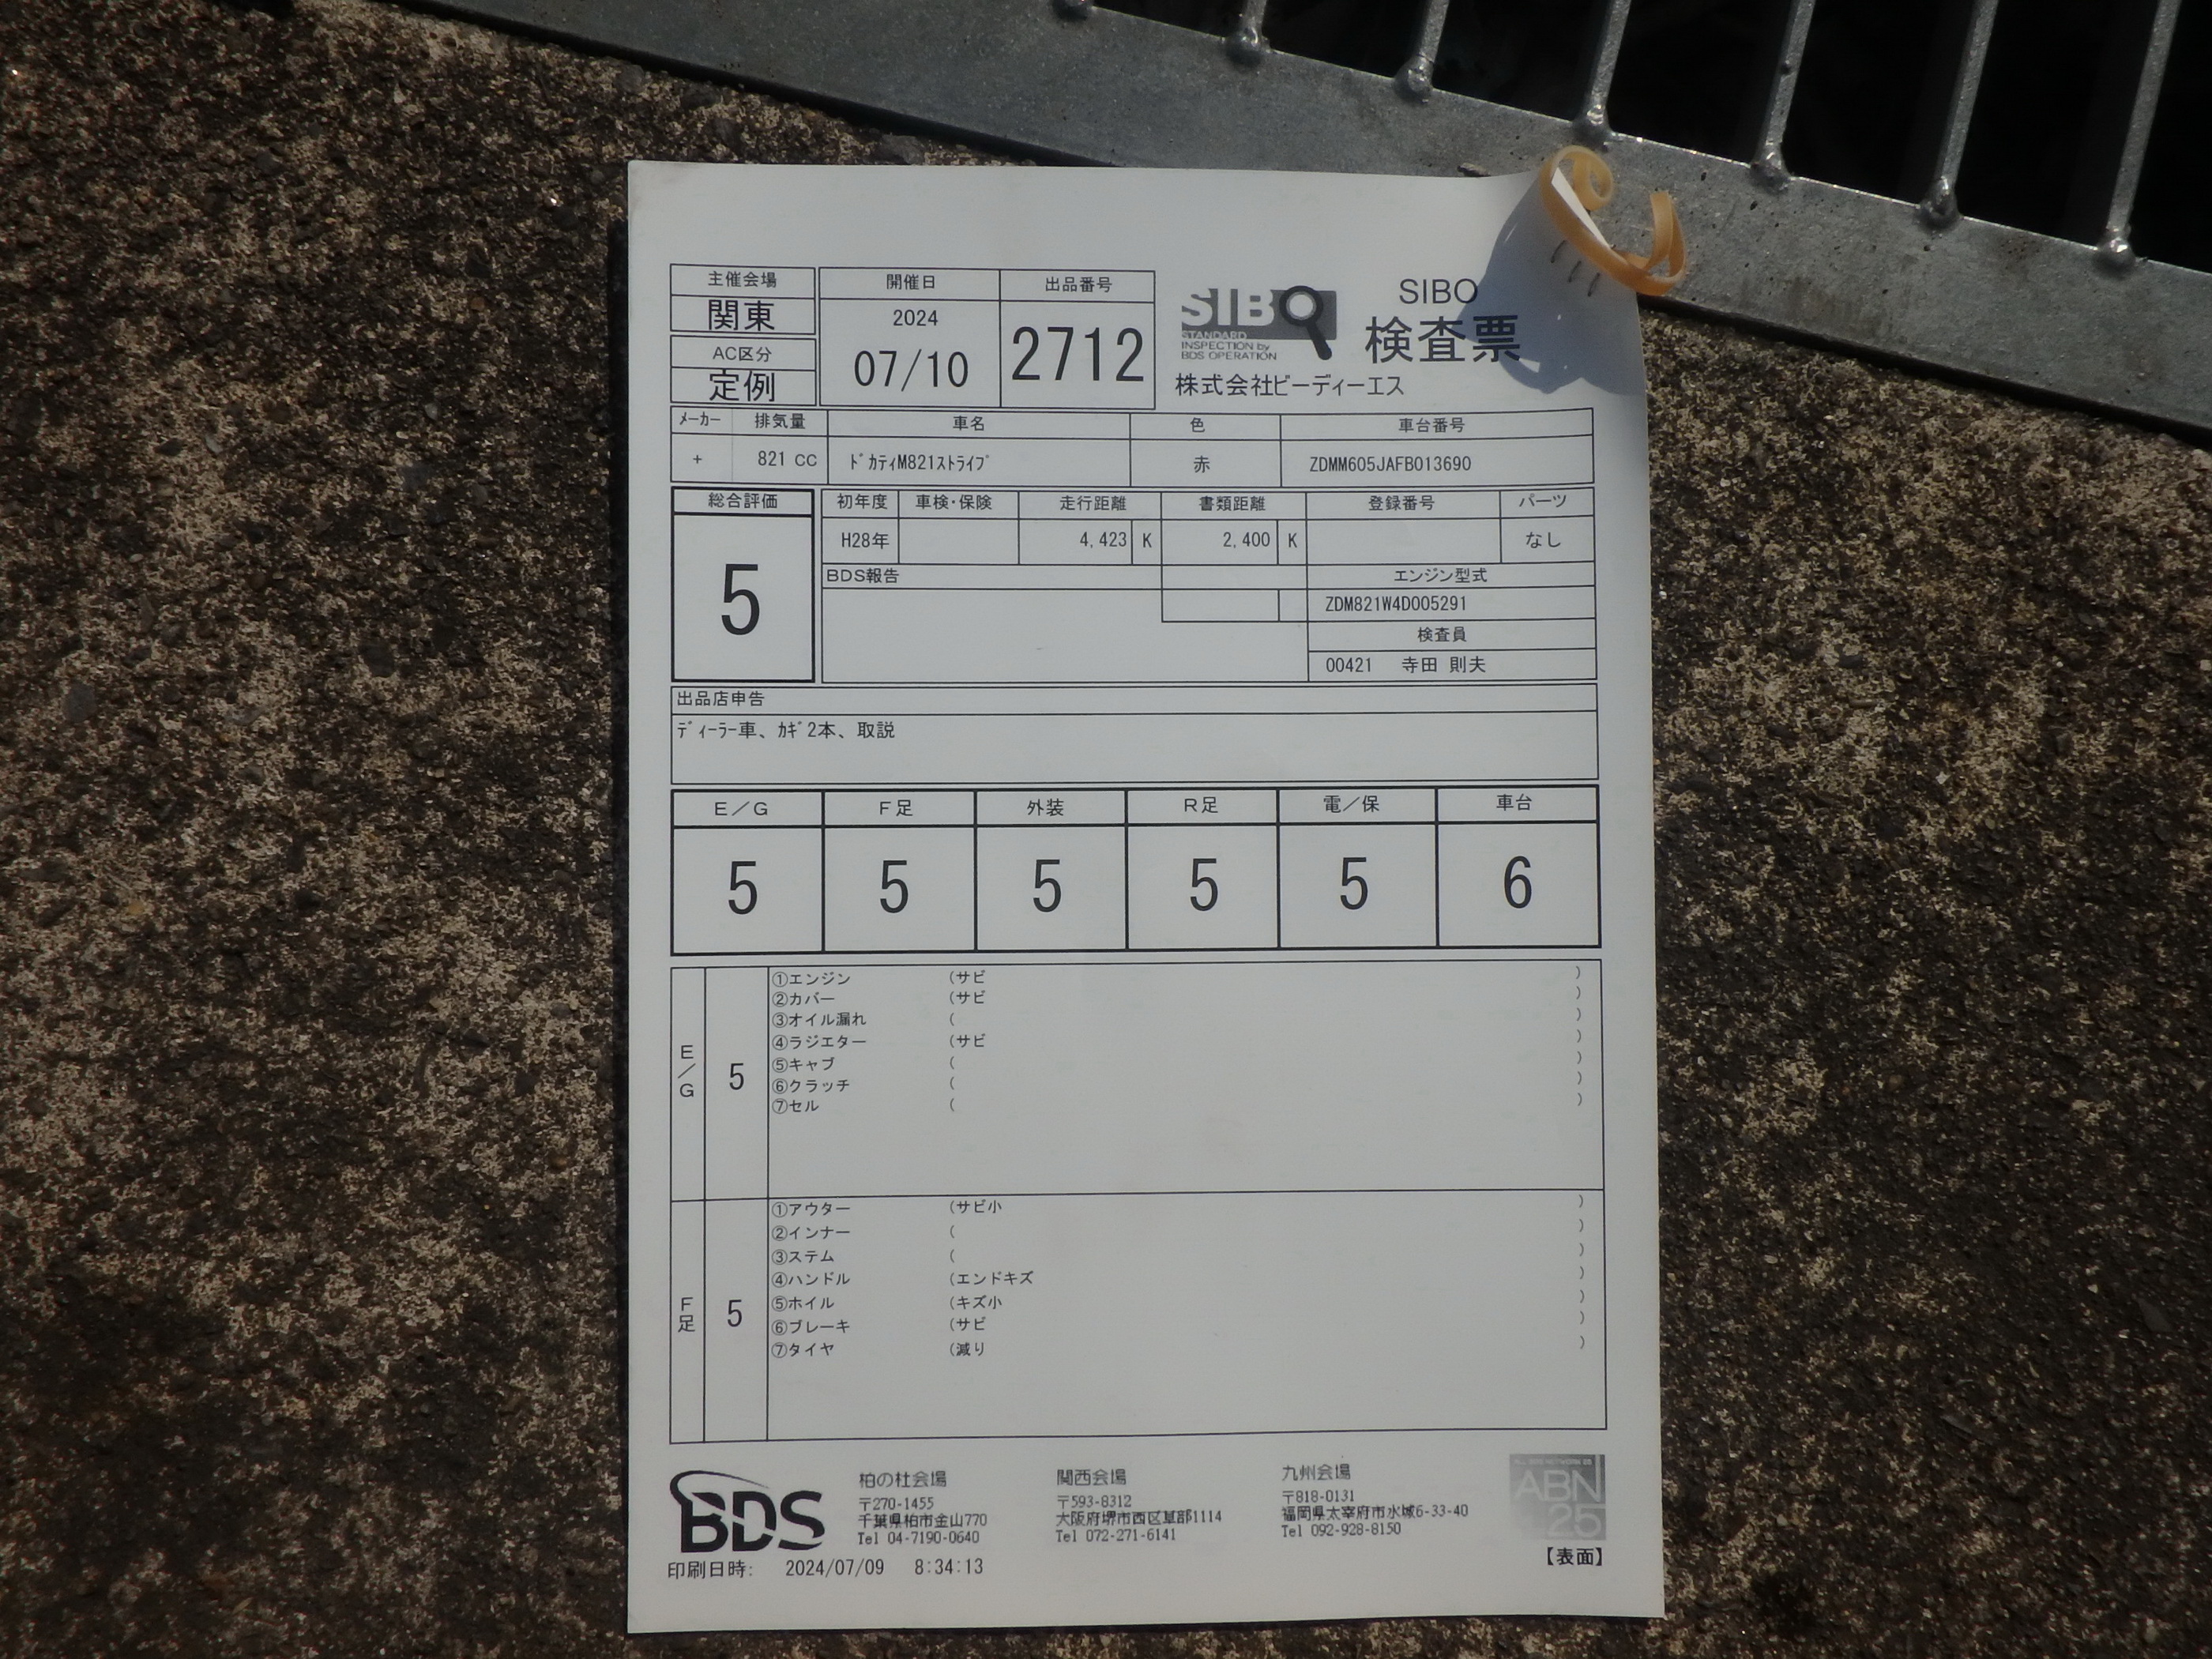 主催会場
関東
AC区分
定例
開催日
2024
07/10
出品番号
2712
SIBO
STANDARD
INSPECTION by
BDS OPERATION
SIBO
検査票
株式会社ビーディーエス
ﾒｰｶｰ 排気量 車名 色 車台番号
+ 821 CC ﾄﾞｶﾃｨM821ｽﾄﾗｲﾌﾟ 赤 ZDMM605JAFB013690
総合評価
5
初年度 車検・保険 走行距離 書類距離 登録番号 パーツ
H28年 4,423 K 2,400 K なし
BDS報告 エンジン型式
ZDM821W4D005291
検査員
00421 寺田 則夫
出品店申告
ﾃﾞｨｰﾗｰ車、ｶｷﾞ2本、取説
E／G F足 外装 R足 電／保 車台
5 5 5 5 5 6
E／G 5
①エンジン (サビ )
②カバー (サビ )
③オイル漏れ ( )
④ラジエター (サビ )
⑤キャブ ( )
⑥クラッチ ( )
⑦セル ( )
F足 5
①アウター (サビ小 )
②インナー ( )
③ステム ( )
④ハンドル (エンドキズ )
⑤ホイル (キズ小 )
⑥ブレーキ (サビ )
⑦タイヤ (減り )
BDS
柏の杜会場
〒270-1455
千葉県柏市金山770
Tel 04-7190-0640
関西会場
〒593-8312
大阪府堺市西区草部1114
Tel 072-271-6141
九州会場
〒818-0131
福岡県太宰府市水城6-33-40
Tel 092-928-8150
ABN
25
【表面】
印刷日時: 2024/07/09 8:34:13